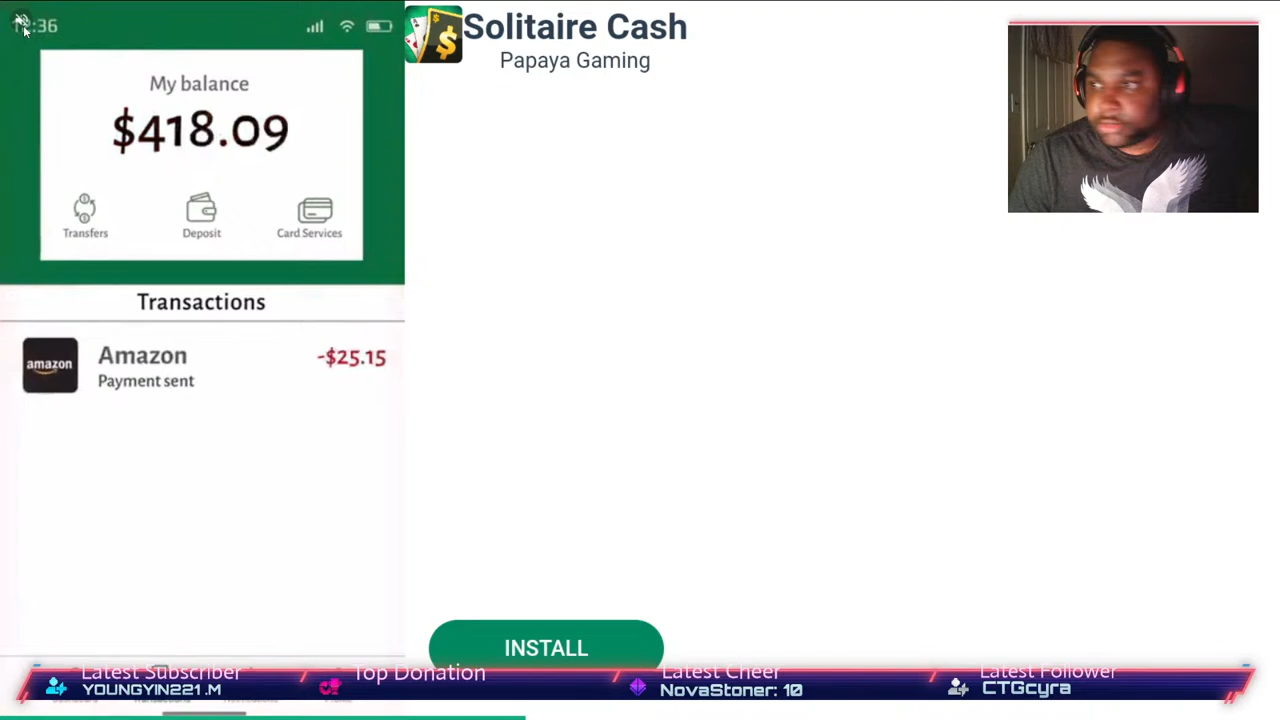 :36
My balance
$418.09
Transfers
Deposit
Card Services
Transactions
amazon
Amazon
-$25.15
Payment sent
$
Solitaire Cash
Papaya Gaming
INSTALL
Latest Subscriber
YOUNGYIN221 .M
Top Donation
Latest Cheer
NovaStoner: 10
Latest Follower
CTGcyra